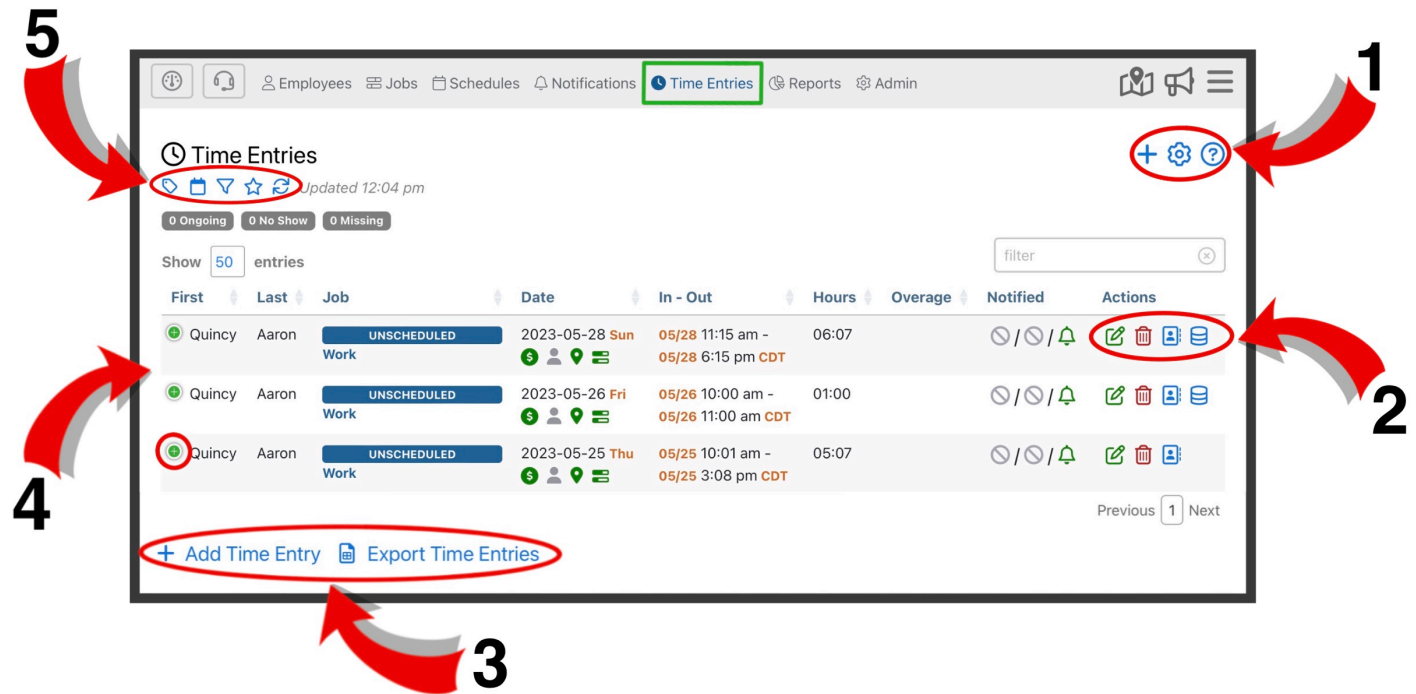 5
1
Employees Jobs Schedules Notifications Time Entries Reports Admin
Time Entries
Updated 12:04 pm
0 Ongoing 0 No Show 0 Missing
Show 50 entries
filter
First Last Job Date In - Out Hours Overage Notified Actions
Quincy Aaron UNSCHEDULED 2023-05-28 Sun 05/28 11:15 am - 06:07 / /
Work 05/28 6:15 pm CDT
2
Quincy Aaron UNSCHEDULED 2023-05-26 Fri 05/26 10:00 am - 01:00 / /
Work 05/26 11:00 am CDT
Quincy Aaron UNSCHEDULED 2023-05-25 Thu 05/25 10:01 am - 05:07 / /
Work 05/25 3:08 pm CDT
4
Previous 1 Next
+ Add Time Entry Export Time Entries
3